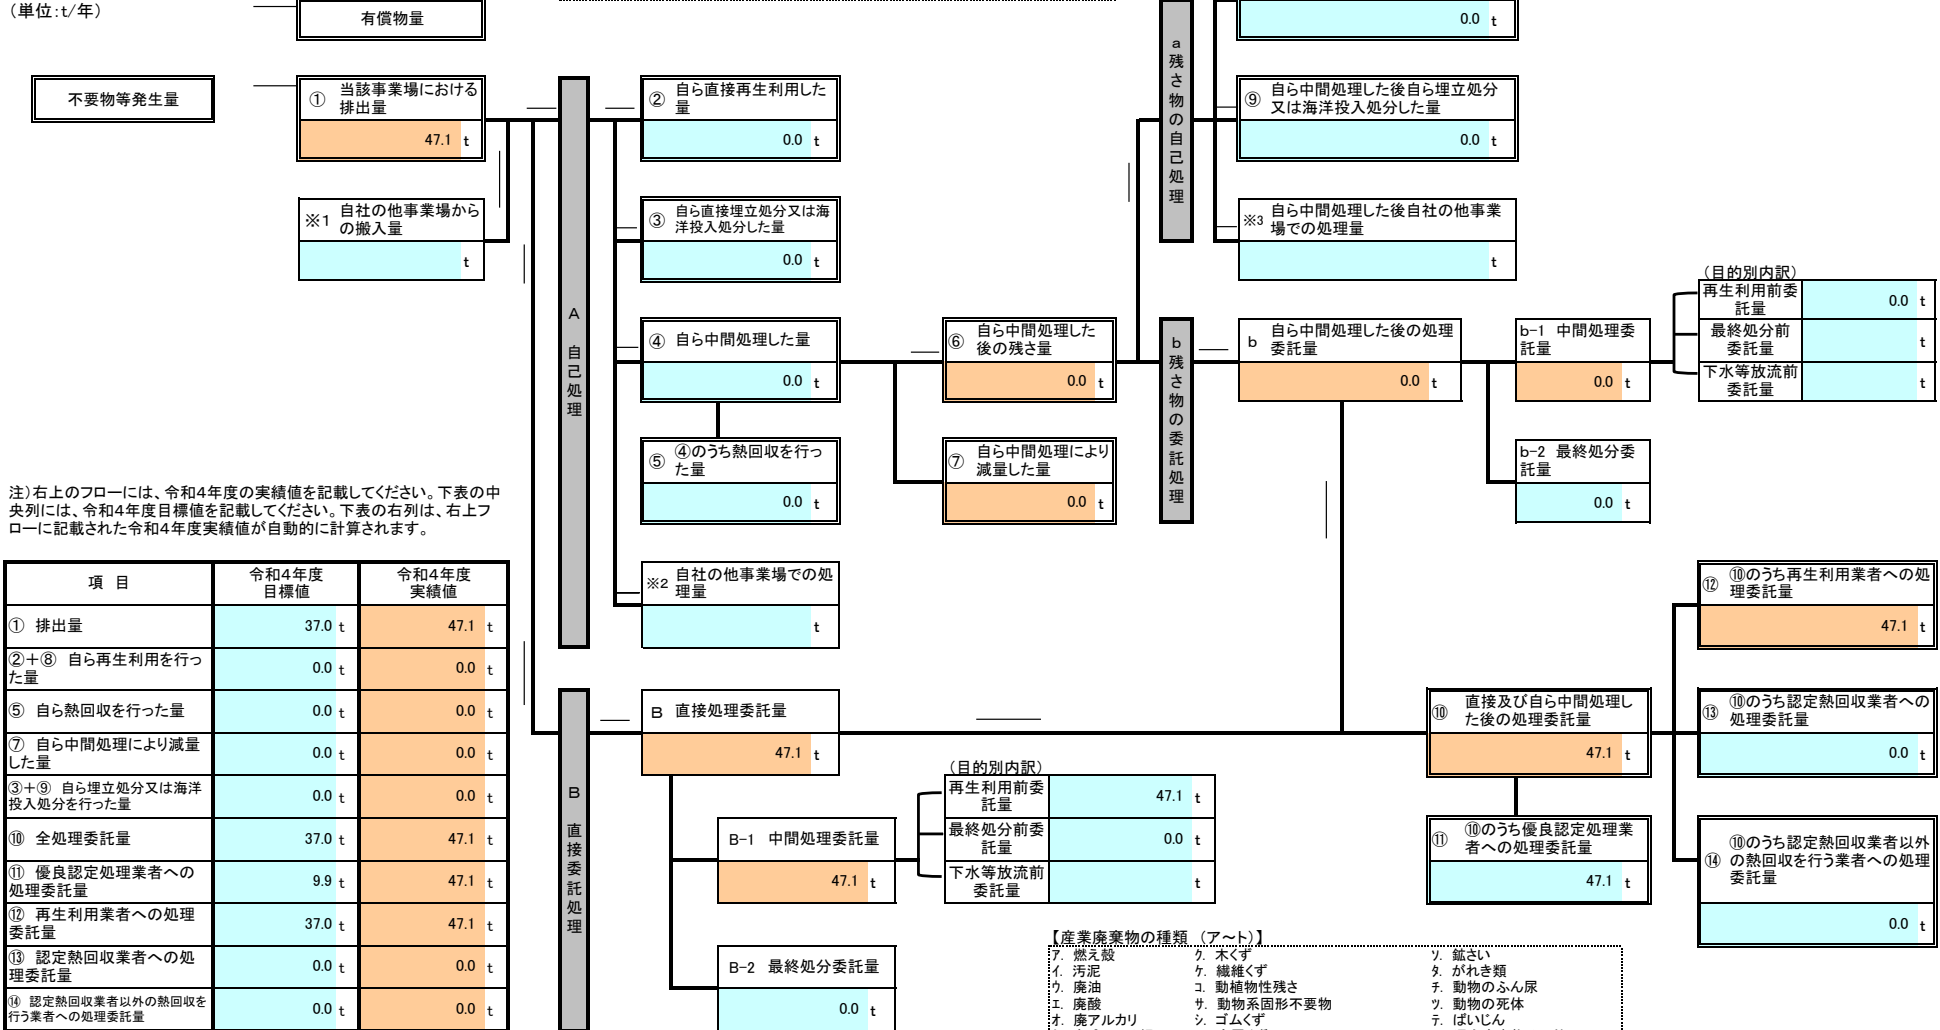 (単位:t/年)
有償物量
不要物等発生量
① 当該事業場における
排出量
47.1 t
※1 自社の他事業場から
の搬入量
t
A 自己処理
② 自ら直接再生利用した
量
0.0 t
③ 自ら直接埋立処分又は海
洋投入処分した量
0.0 t
④ 自ら中間処理した量
0.0 t
⑤ ④のうち熱回収を行っ
た量
0.0 t
※2 自社の他事業場での処
理量
t
⑥ 自ら中間処理した
後の残さ量
0.0 t
⑦ 自ら中間処理により
減量した量
0.0 t
a 残さ物の自己処理
0.0 t
⑨ 自ら中間処理した後自ら埋立処分
又は海洋投入処分した量
0.0 t
※3 自ら中間処理した後自社の他事業
場での処理量
t
b 残さ物の委託処理
b 自ら中間処理した後の処理
委託量
0.0 t
b-1 中間処理委
託量
0.0 t
b-2 最終処分委
託量
0.0 t
(目的別内訳)
再生利用前委
託量
0.0 t
最終処分前
委託量
t
下水等放流前
委託量
t
注)右上のフローには、令和4年度の実績値を記載してください。下表の中
央列には、令和4年度目標値を記載してください。下表の右列は、右上フ
ローに記載された令和4年度実績値が自動的に計算されます。
項 目 令和4年度 目標値 令和4年度 実績値
① 排出量 37.0 t 47.1 t
②+⑧ 自ら再生利用を行っ
た量 0.0 t 0.0 t
⑤ 自ら熱回収を行った量 0.0 t 0.0 t
⑦ 自ら中間処理により減量
した量 0.0 t 0.0 t
③+⑨ 自ら埋立処分又は海洋
投入処分を行った量 0.0 t 0.0 t
⑩ 全処理委託量 37.0 t 47.1 t
⑪ 優良認定処理業者への
処理委託量 9.9 t 47.1 t
⑫ 再生利用業者への処理
委託量 37.0 t 47.1 t
⑬ 認定熱回収業者への処
理委託量 0.0 t 0.0 t
⑭ 認定熱回収業者以外の熱回収を
行う業者への処理委託量 0.0 t 0.0 t
B 直接委託処理
B 直接処理委託量
47.1 t
B-1 中間処理委託量
47.1 t
B-2 最終処分委託量
0.0 t
(目的別内訳)
再生利用前委
託量
47.1 t
最終処分前委
託量
0.0 t
下水等放流前
委託量
t
⑩ 直接及び自ら中間処理し
た後の処理委託量
47.1 t
⑪ ⑩のうち優良認定処理業
者への処理委託量
47.1 t
⑫ ⑩のうち再生利用業者への処
理委託量
47.1 t
⑬ ⑩のうち認定熱回収業者への
処理委託量
0.0 t
⑭ ⑩のうち認定熱回収業者以外
の熱回収を行う業者への処理
委託量
0.0 t
【産業廃棄物の種類 (ア~ト)】
ア. 燃え殻 ク. 木くず ソ. 鉱さい
イ. 汚泥 ケ. 繊維くず タ. がれき類
ウ. 廃油 コ. 動植物性残さ チ. 動物のふん尿
エ. 廃酸 サ. 動物系固形不要物 ツ. 動物の死体
オ. 廃アルカリ シ. ゴムくず テ. ばいじん